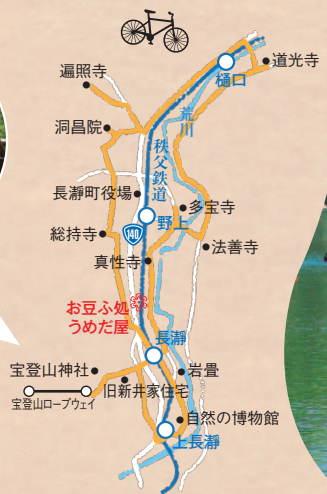 道光寺
樋口
遍照寺
荒川
洞昌院
秩父鉄道
長瀞町役場
多宝寺
野上
140
総持寺
法善寺
真性寺
お豆ふ処
うめだ屋
長瀞
宝登山神社
岩畳
旧新井家住宅
宝登山ロープウェイ
自然の博物館
上長瀞